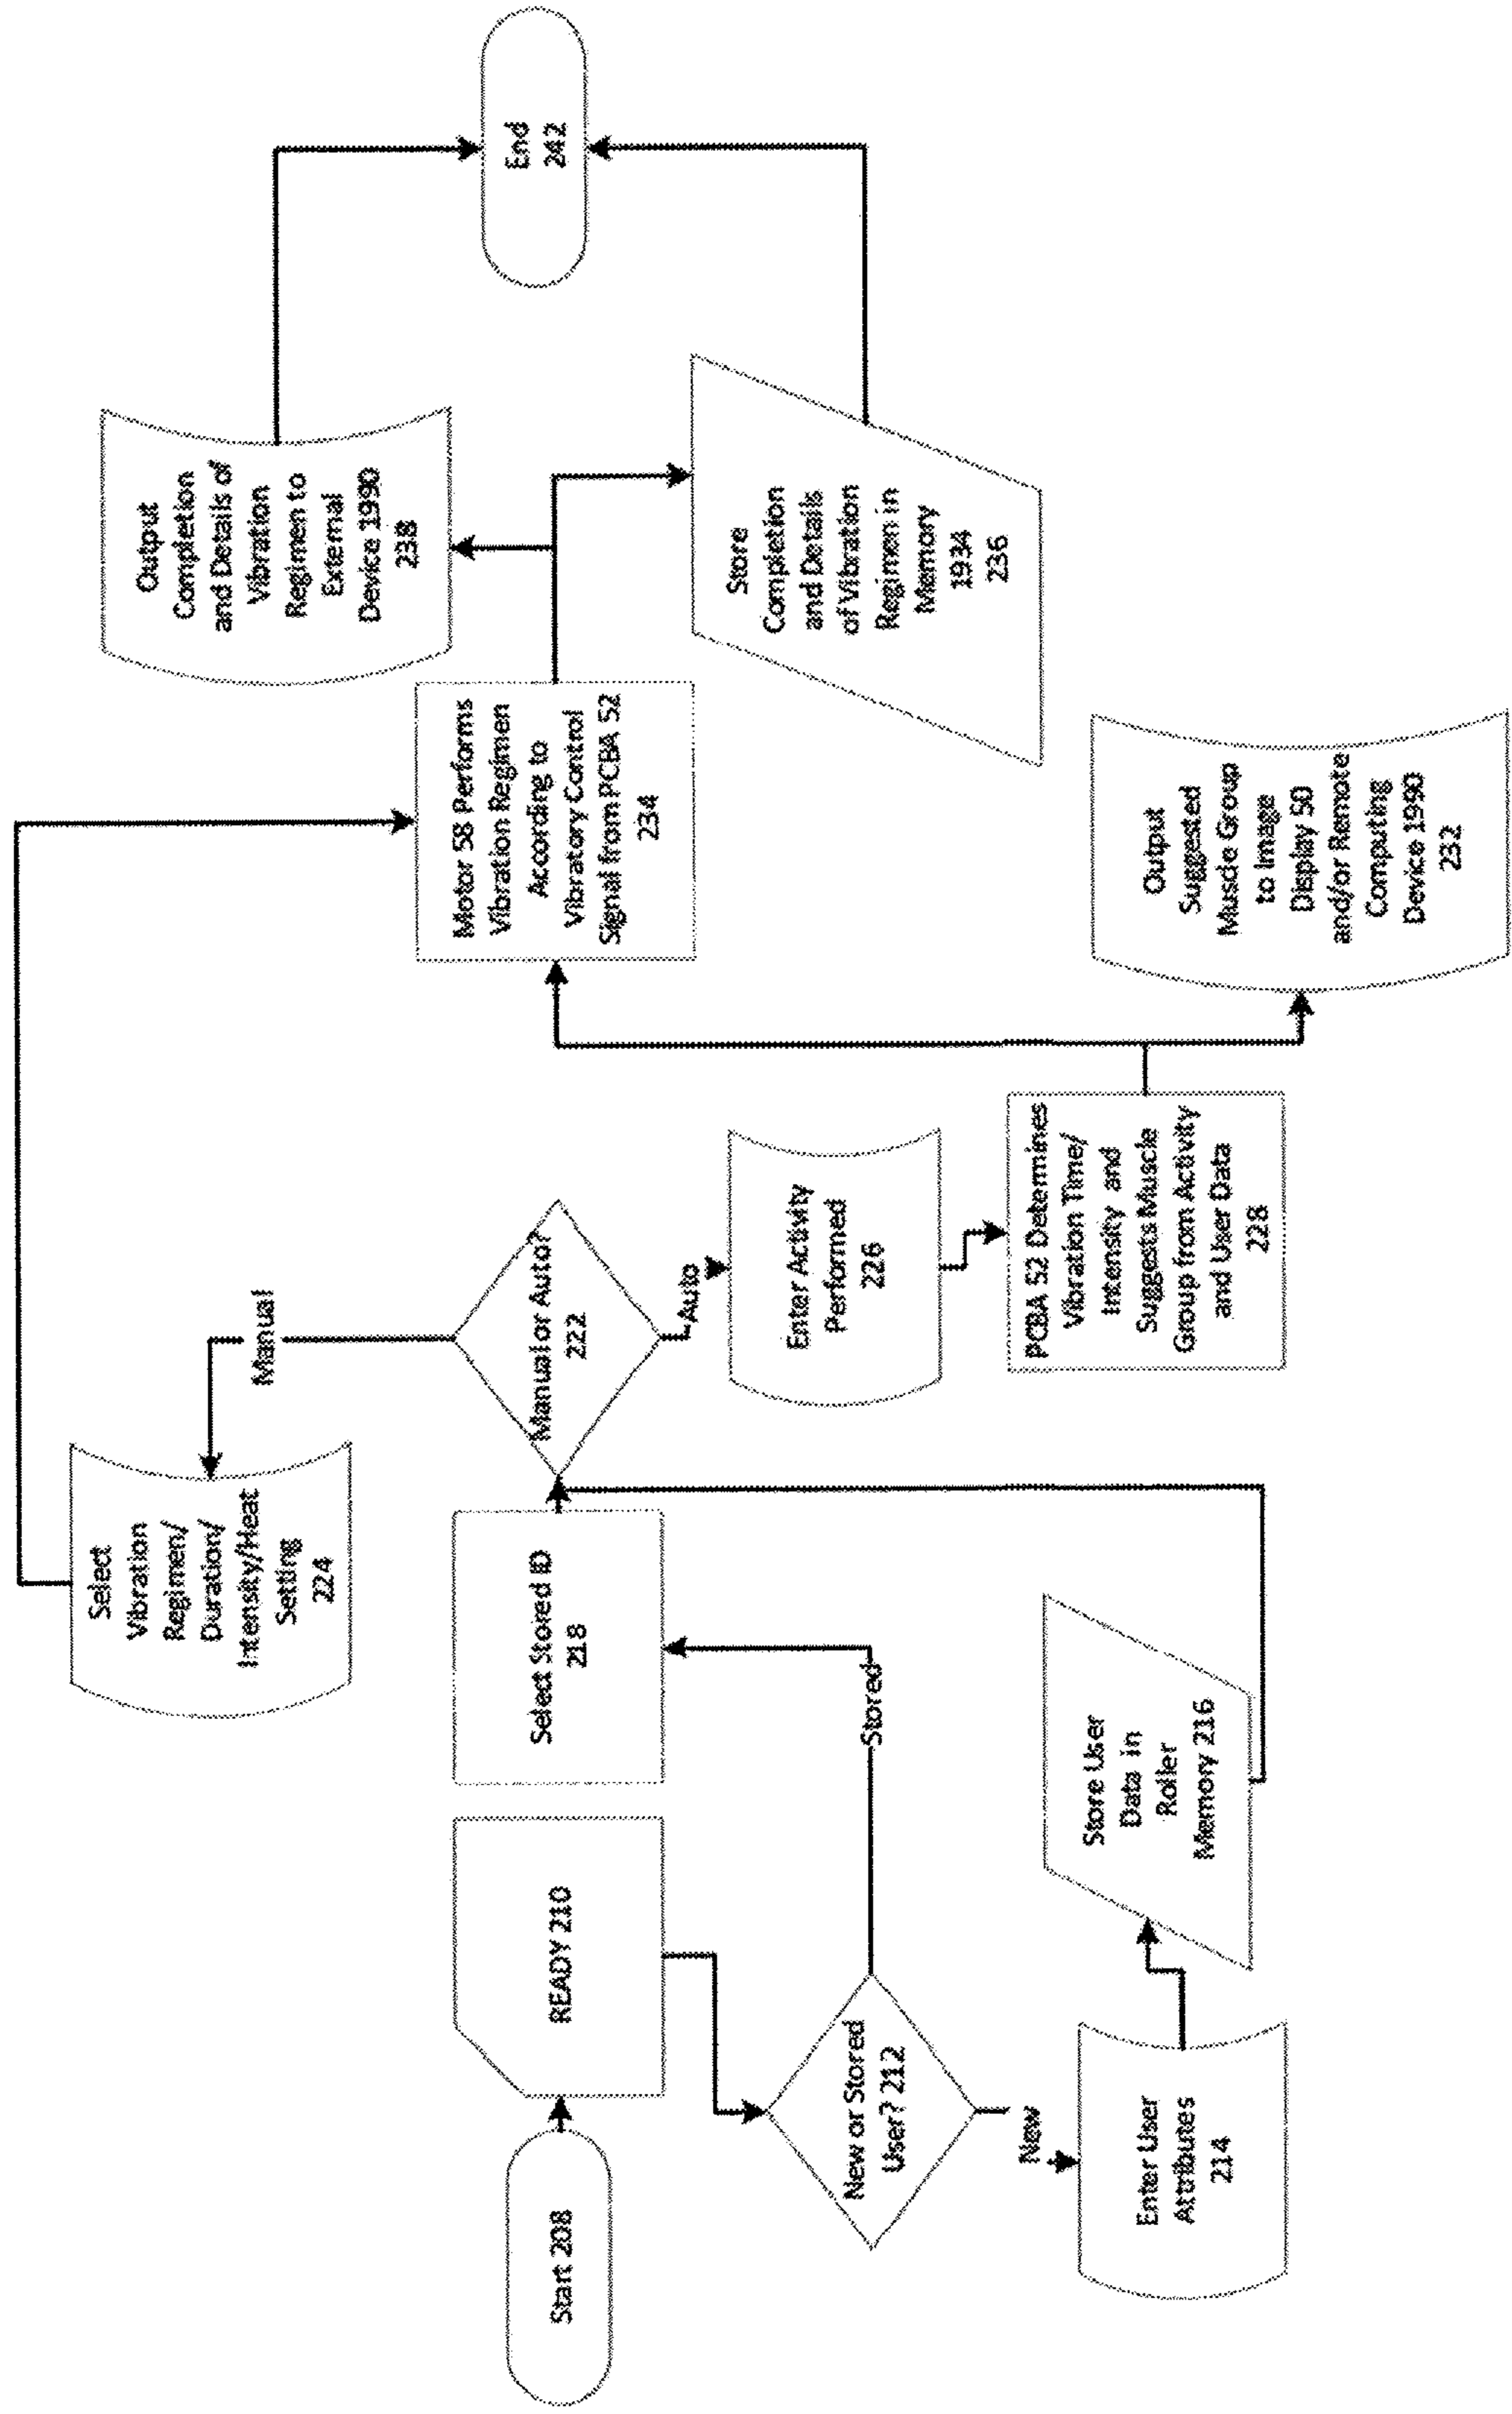 Start 208
READY 210
New or Stored
User? 212
New
Stored
Enter User
Attributes
214
Store User
Data in
Roller
Memory 216
Select Stored ID
218
Manual or Auto?
222
Manual
Auto
Select
Vibration
Regimen/
Duration/
Intensity/Heat
Setting
224
Enter Activity
Performed
226
PCBA 52 Determines
Vibration Time/
Intensity and
Suggests Muscle
Group from Activity
and User Data
228
Output
Suggested
Muscle Group
to Image
Display 50
and/or Remote
Computing
Device 1990
232
Motor 58 Performs
Vibration Regimen
According to
Vibratory Control
Signal from PCBA 52
234
Output
Completion
and Details of
Vibration
Regimen to
External
Device 1990
238
Store
Completion
and Details
of Vibration
Regimen in
Memory
1934
236
End
242